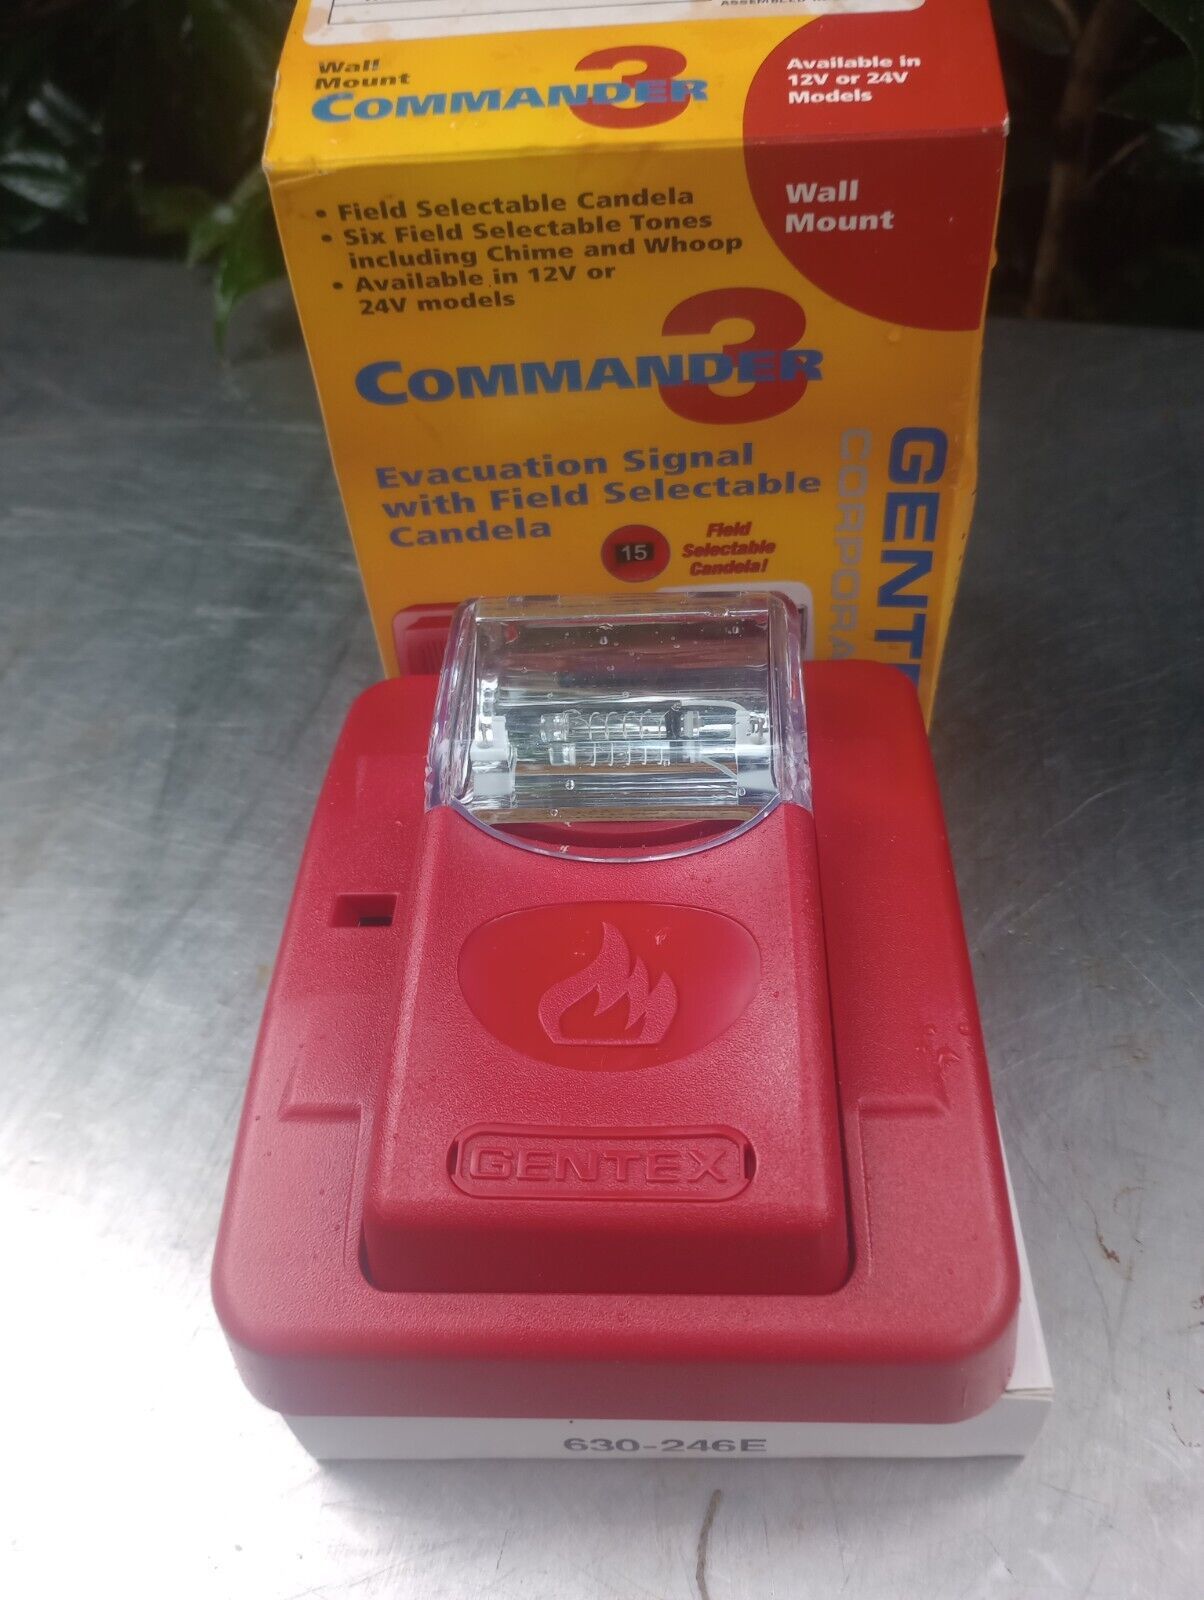 Wall
Mount
COMMANDER 3
Available in
12V or 24V
Models
• Field Selectable Candela
• Six Field Selectable Tones
including Chime and Whoop
• Available in 12V or
24V models
Wall
Mount
COMMANDER 3
Evacuation Signal
with Field Selectable
Candela
15
Field
Selectable
Candela!
GENTEX
630-246E